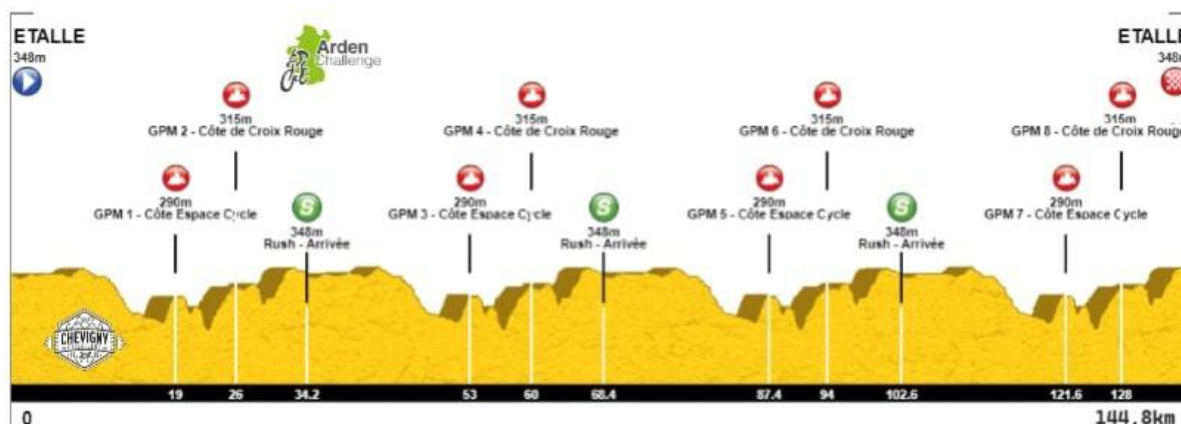 ETALLE
348m
Arden
Challenge
ETALLE
348m
315m
GPM 2 - Côte de Croix Rouge
315m
GPM 4 - Côte de Croix Rouge
315m
GPM 6 - Côte de Croix Rouge
315m
GPM 8 - Côte de Croix Rouge
290m
GPM 1 - Côte Espace Cycle
S
348m
Rush - Arrivée
290m
GPM 3 - Côte Espace Cycle
S
348m
Rush - Arrivée
290m
GPM 5 - Côte Espace Cycle
S
348m
Rush - Arrivée
290m
GPM 7 - Côte Espace Cycle
CHEVIGNY
19 26 34.2 53 60 68.4 87.4 94 102.6 121.6 128
0 144.8km